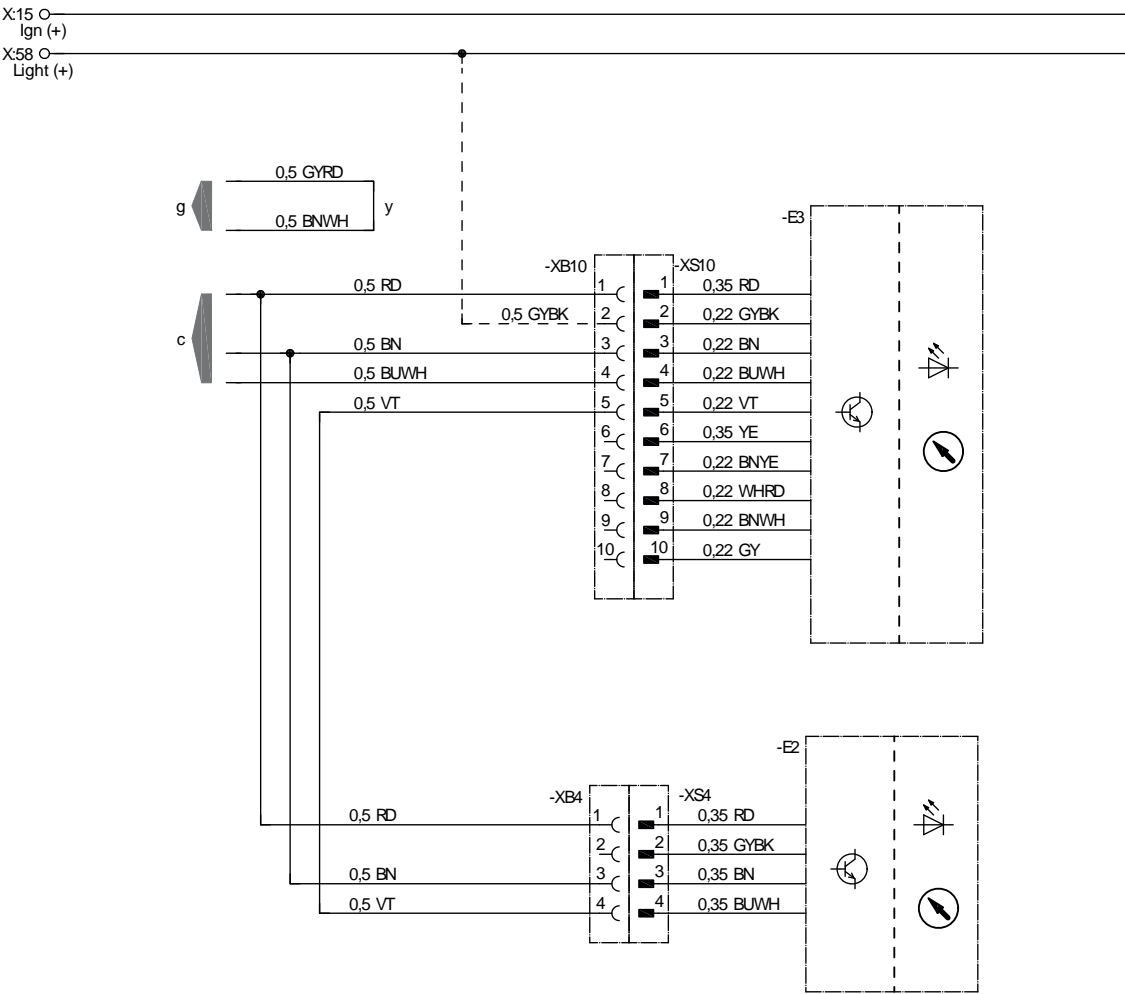 X:15
Ign (+)
X:58
Light (+)
0,5 GYRD
g
y
0,5 BNWH
-E3
-XB10
-XS10
0,5 RD
1
1
0,35 RD
0,5 GYBK
2
2
0,22 GYBK
c
0,5 BN
3
3
0,22 BN
0,5 BUWH
4
4
0,22 BUWH
0,5 VT
5
5
0,22 VT
6
6
0,35 YE
7
7
0,22 BNYE
8
8
0,22 WHRD
9
9
0,22 BNWH
10
10
0,22 GY
-E2
-XB4
-XS4
0,5 RD
1
1
0,35 RD
2
2
0,35 GYBK
0,5 BN
3
3
0,35 BN
0,5 VT
4
4
0,35 BUWH